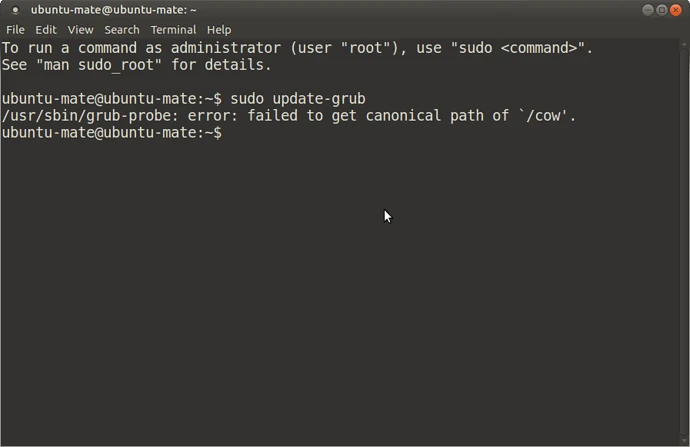 ubuntu-mate@ubuntu-mate: ~
File Edit View Search Terminal Help
To run a command as administrator (user "root"), use "sudo <command>".
See "man sudo_root" for details.
ubuntu-mate@ubuntu-mate:~$ sudo update-grub
/usr/sbin/grub-probe: error: failed to get canonical path of `/cow'.
ubuntu-mate@ubuntu-mate:~$